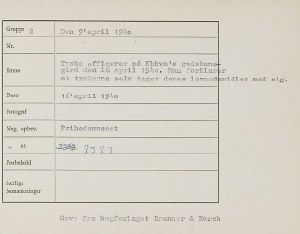 Gruppe 2 Den 9'april 1940
Nr.
Emne Tyske officerer på Kbhvn's godsbane-
gård den 16 april 1940. Man forklarer
at tyskerne selv tager deres levnedsmidler med sig.
Dato 16'april 1940
Fotograf
Neg. opbev. Frihedsmuseet
" nr. 7323
Forbehold
Særlige
bemærkninger
Gave fra bogforlaget Branner & Korch